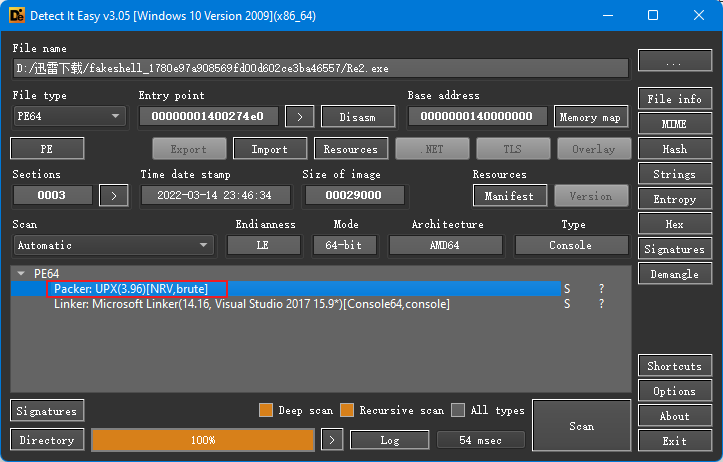 Detect It Easy v3.05 [Windows 10 Version 2009](x86_64)
File name
D:/迅雷下载/fakeshell_1780e97a908569fd00d602ce3ba46557/Re2.exe
...
File type
Entry point
Base address
PE64
00000001400274e0
>
Disasm
0000000140000000
Memory map
File info
MIME
PE
Export
Import
Resources
.NET
TLS
Overlay
Hash
Sections
Time date stamp
Size of image
Resources
Strings
0003
>
2022-03-14 23:46:34
00029000
Manifest
Version
Entropy
Scan
Endianness
Mode
Architecture
Type
Hex
Automatic
LE
64-bit
AMD64
Console
Signatures
PE64
Demangle
Packer: UPX(3.96)[NRV,brute]
S
?
Linker: Microsoft Linker(14.16, Visual Studio 2017 15.9*)[Console64,console]
S
?
Shortcuts
Options
Signatures
Deep scan
Recursive scan
All types
Scan
About
Directory
100%
>
Log
54 msec
Exit